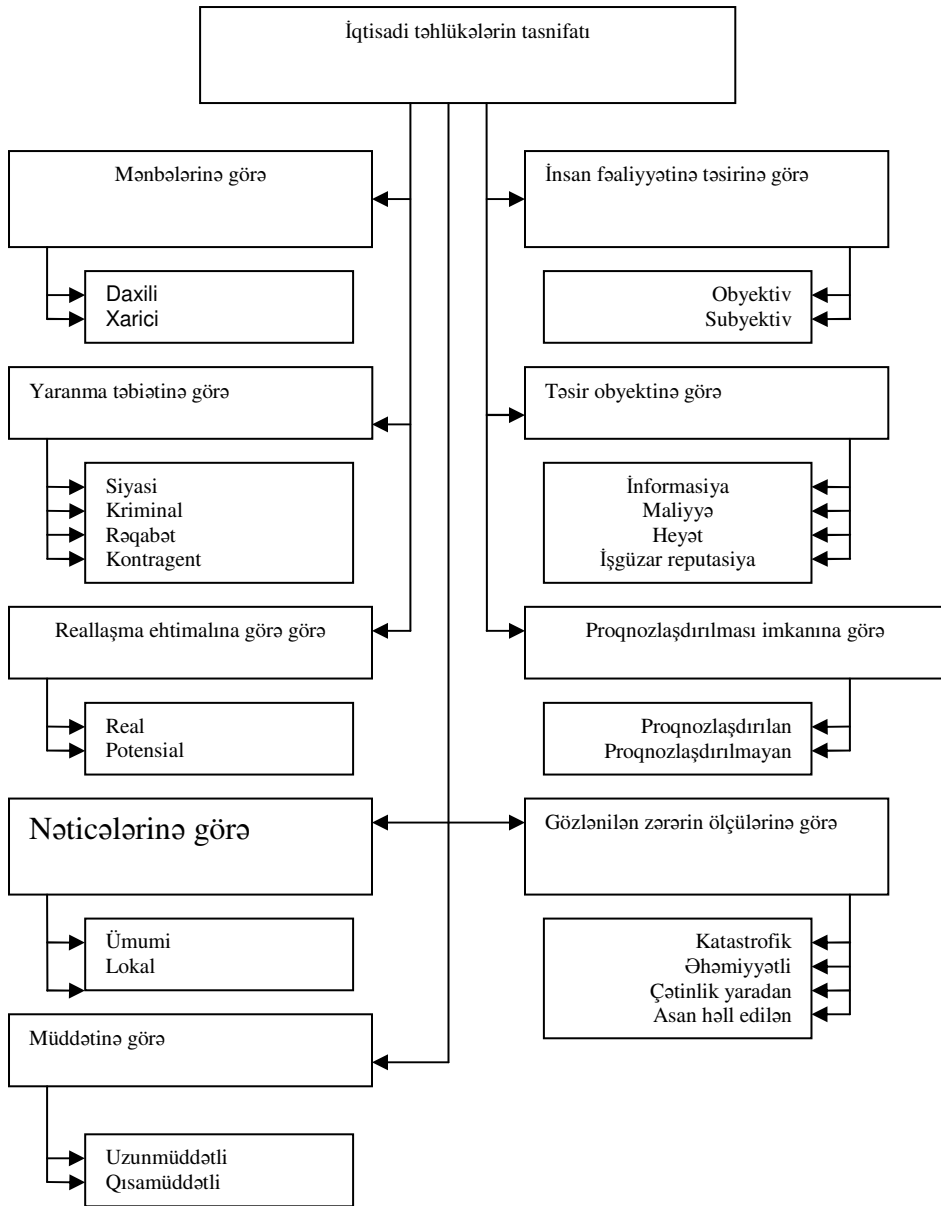 İqtisadi təhlükələrin tasnifatı
Mənbələrinə görə
Daxili
Xarici
Yaranma təbiətinə görə
Siyasi
Kriminal
Rəqabət
Kontragent
Reallaşma ehtimalına görə görə
Real
Potensial
Nəticələrinə görə
Ümumi
Lokal
Müddətinə görə
Uzunmüddətli
Qısamüddətli
İnsan fəaliyyətinə təsirinə görə
Obyektiv
Subyektiv
Təsir obyektinə görə
İnformasiya
Maliyyə
Heyət
İşgüzar reputasiya
Proqnozlaşdırılması imkanına görə
Proqnozlaşdırılan
Proqnozlaşdırılmayan
Gözlənilən zərərin ölçülərinə görə
Katastrofik
Əhəmiyyətli
Çətinlik yaradan
Asan həll edilən